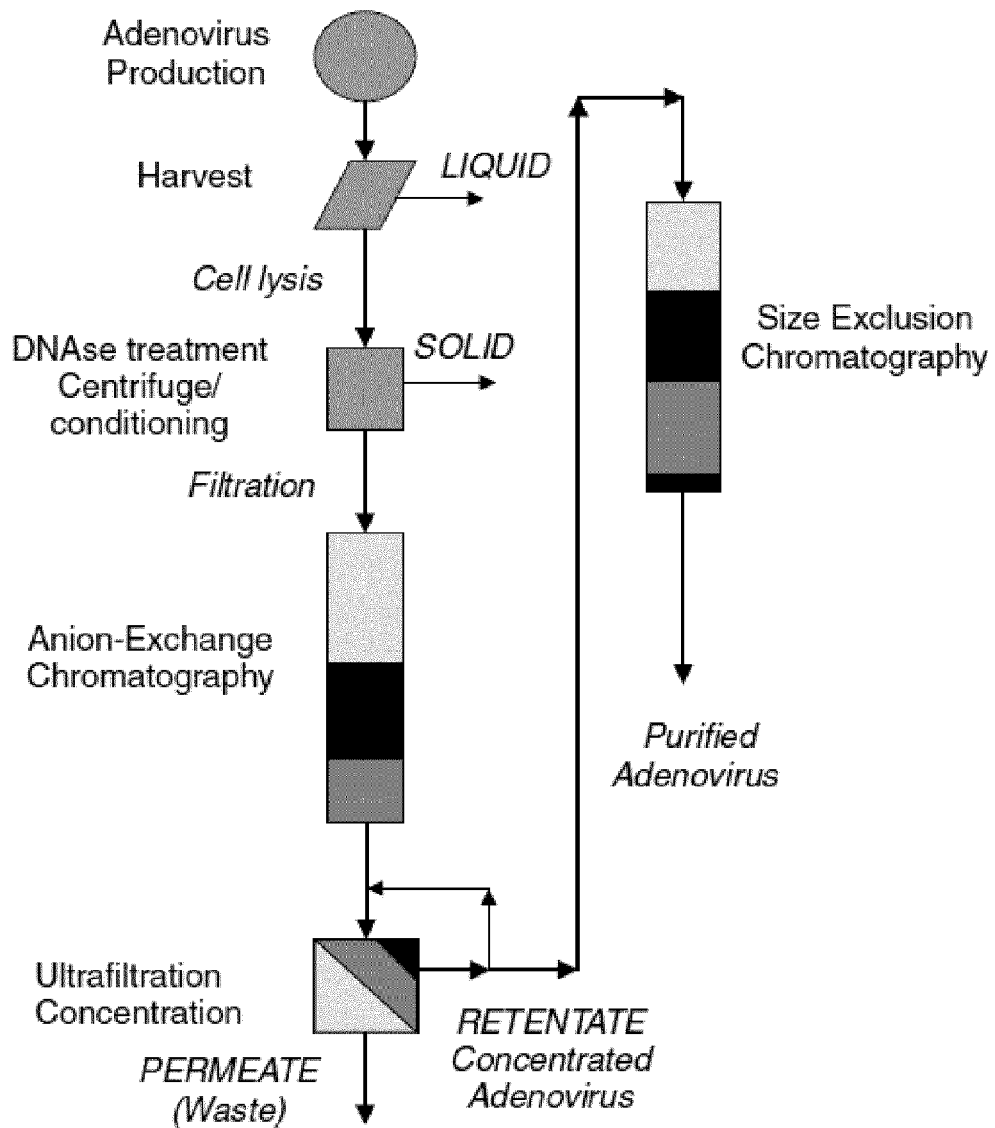 Adenovirus
Production
Harvest
LIQUID
Cell lysis
DNAse treatment
Centrifuge/
conditioning
SOLID
Filtration
Anion-Exchange
Chromatography
Ultrafiltration
Concentration
PERMEATE
(Waste)
RETENTATE
Concentrated
Adenovirus
Size Exclusion
Chromatography
Purified
Adenovirus